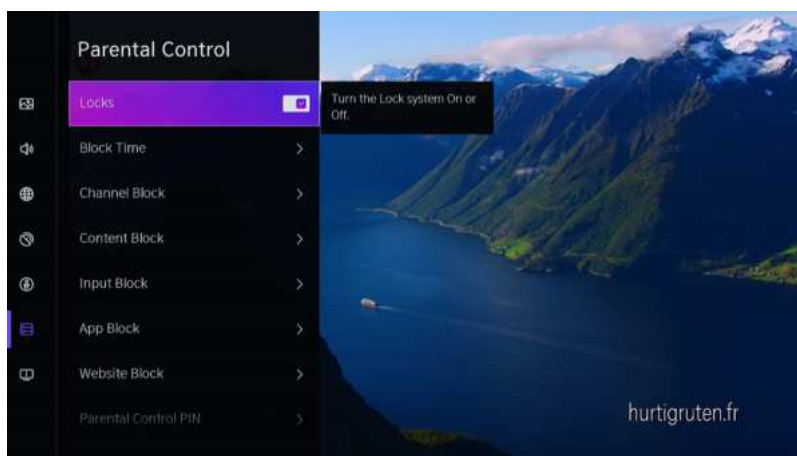 Parental Control
Locks
Turn the Lock system On or
Off.
Block Time
Channel Block
Content Block
Input Block
App Block
Website Block
Parental Control PIN
hurtigruten.fr